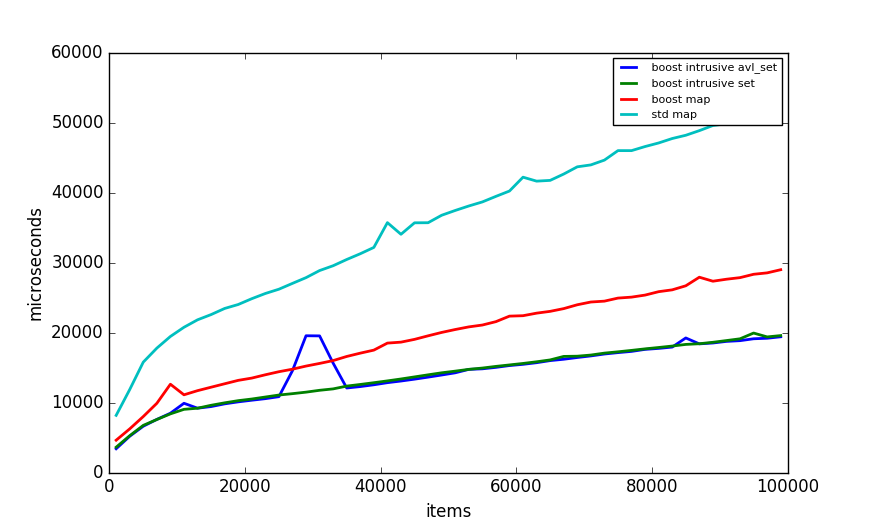 60000
50000
40000
30000
20000
10000
0
microseconds
boost intrusive avl_set
boost intrusive set
boost map
std map
0 20000 40000 60000 80000 100000
items